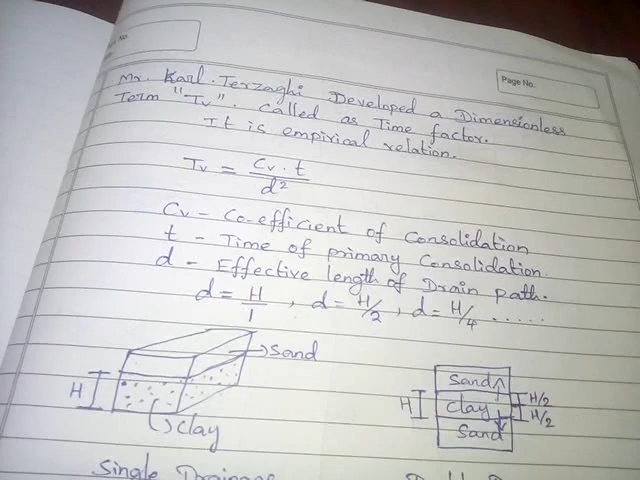 Page No.
Mr. Karl. Terzaghi Developed a Dimensionless
Term "Tv". Called as Time factor.
It is empirical relation.
Tv = Cv . t / d²
Cv - Co-efficient of Consolidation
t - Time of primary Consolidation.
d - Effective length of Drain path.
d = H/1 , d = H/2 , d = H/4 .....
Sand
H
clay
Sand
H clay H/2
H/2
Sand
Single Drainage